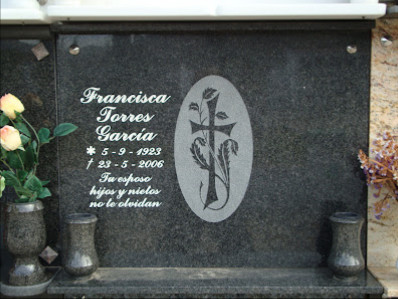 Francisca
Torres
García
* 5 - 9 - 1923
† 23 - 5 - 2006
Tu esposo
hijos y nietos
no te olvidan